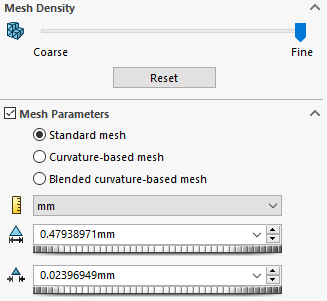 Mesh Density
Coarse Fine
Reset
Mesh Parameters
Standard mesh
Curvature-based mesh
Blended curvature-based mesh
mm
0.47938971mm
0.02396949mm